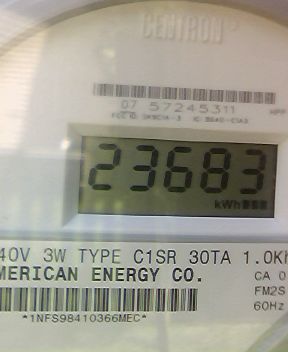 CENTRON
07 57245311
23683
kWh
40V 3W TYPE C1SR 30TA 1.0Kh
MERICAN ENERGY CO.
CA 0
FM2S
60Hz
*1NFS98410366MEC*